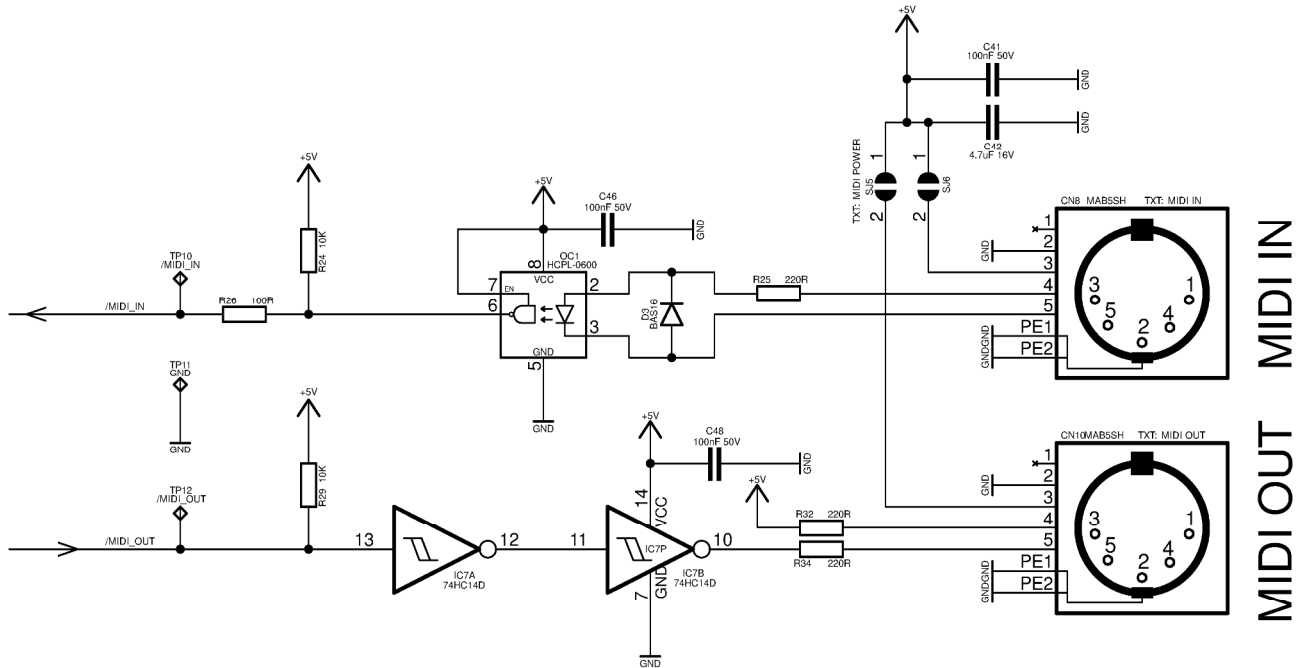 +5V
C41
100nF 50V
GND
GND
C42
4.7uF 16V
TXT: MIDI POWER
1
1
SJ5
SJ6
2
2
+5V
R24 10K
TP10
/MIDI_IN
/MIDI_IN
R26 100R
+5V
C46
100nF 50V
GND
OC1
HCPL-0600
8
VCC
7
EN
6
2
3
GND
5
GND
D3
BAS16
R25 220R
CN8 MAB5SH TXT: MIDI IN
1
2
3
4
5
PE1
PE2
GND
GND
GND
3
5
2
4
1
MIDI IN
TP11
GND
GND
+5V
R29 10K
TP12
/MIDI_OUT
/MIDI_OUT
13
12
IC7A
74HC14D
11
10
IC7P
IC7B
74HC14D
+5V
C48
100nF 50V
GND
14
VCC
GND
7
GND
+5V
R32 220R
R34 220R
CN10MAB5SH TXT: MIDI OUT
1
2
3
4
5
PE1
PE2
GND
GND
GND
3
5
2
4
1
MIDI OUT